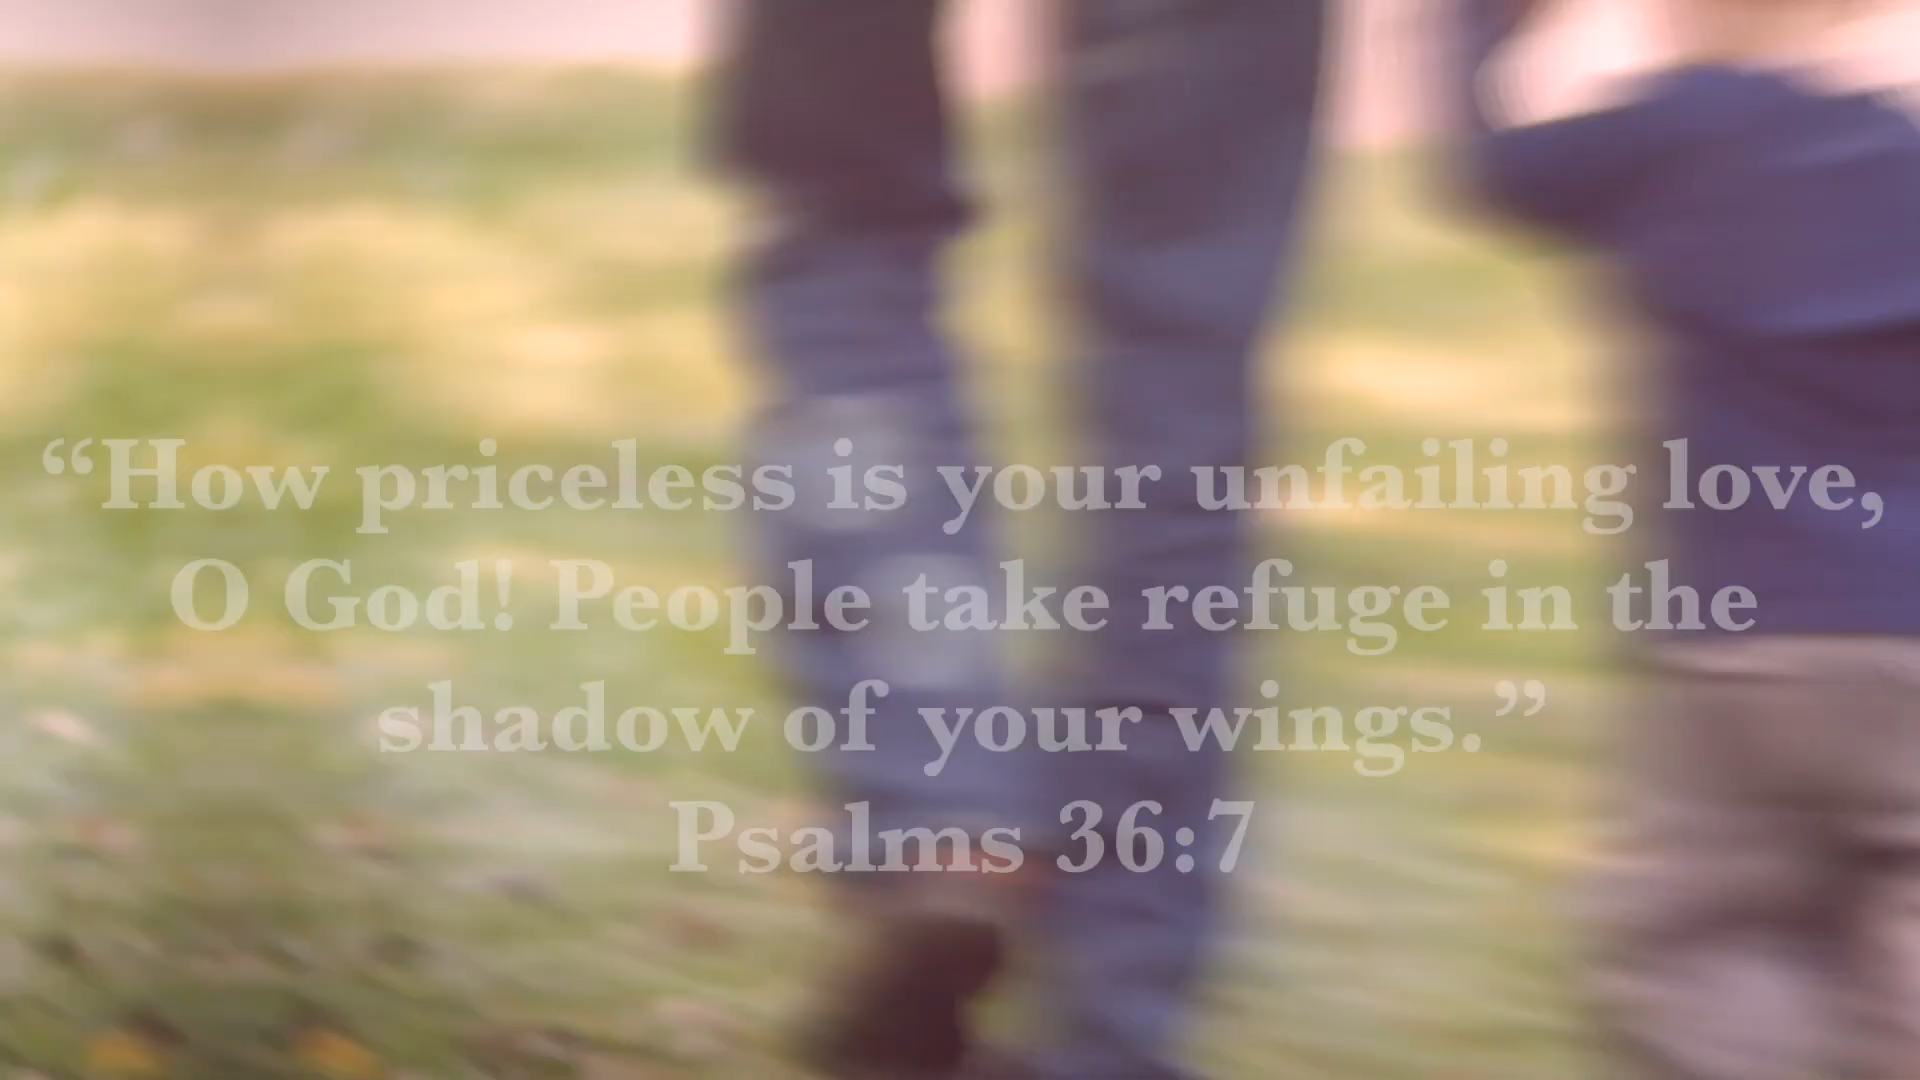 “How priceless is your unfailing love,
O God! People take refuge in the
shadow of your wings.”
Psalms 36:7